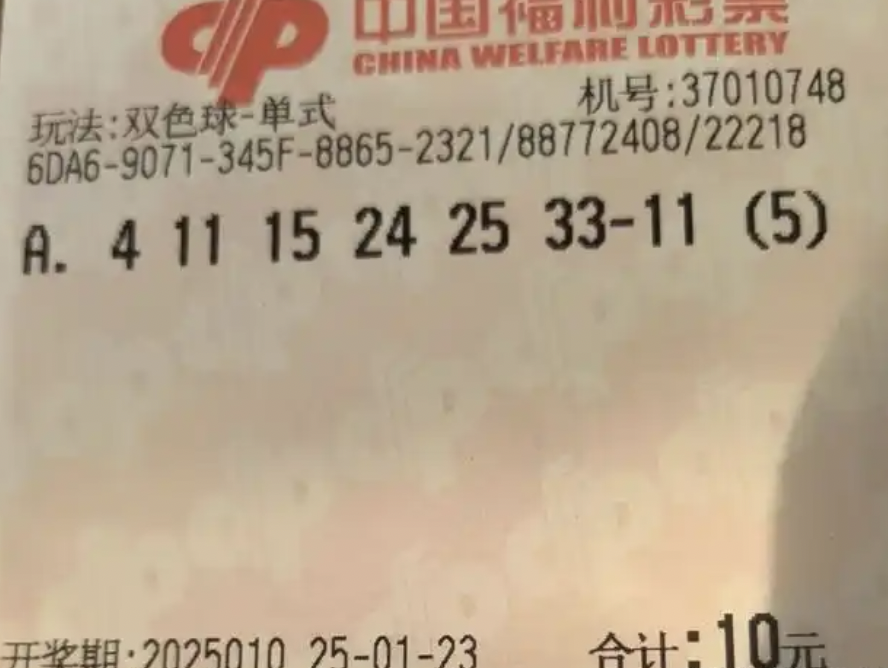 中国福利彩票
CHINA WELFARE LOTTERY
机号:37010748
玩法:双色球-单式
6DA6-9071-345F-8865-2321/88772408/22218
A. 4 11 15 24 25 33-11 (5)
开奖期:2025010 25-01-23 合计:10元